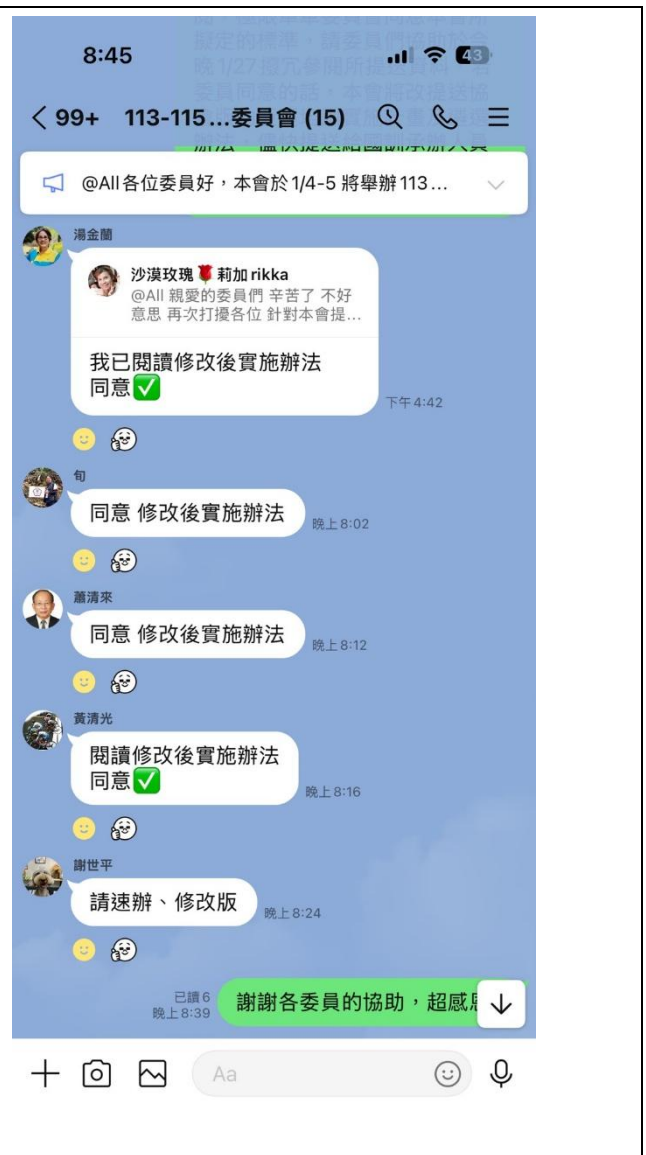 8:45
43
99+ 113-115...委員會 (15)
@All各位委員好，本會於1/4-5 將舉辦113...
湯金蘭
沙漠玫瑰🌹莉加rikka
@All 親愛的委員們 辛苦了 不好
意思 再次打擾各位 針對本會提...
我已閱讀修改後實施辦法
同意✅
下午4:42
旬
同意 修改後實施辦法
晚上8:02
蕭清來
同意 修改後實施辦法
晚上8:12
黃清光
閱讀修改後實施辦法
同意✅
晚上8:16
謝世平
請速辦、修改版
晚上8:24
已讀6
晚上8:39
謝謝各委員的協助，超感恩
Aa